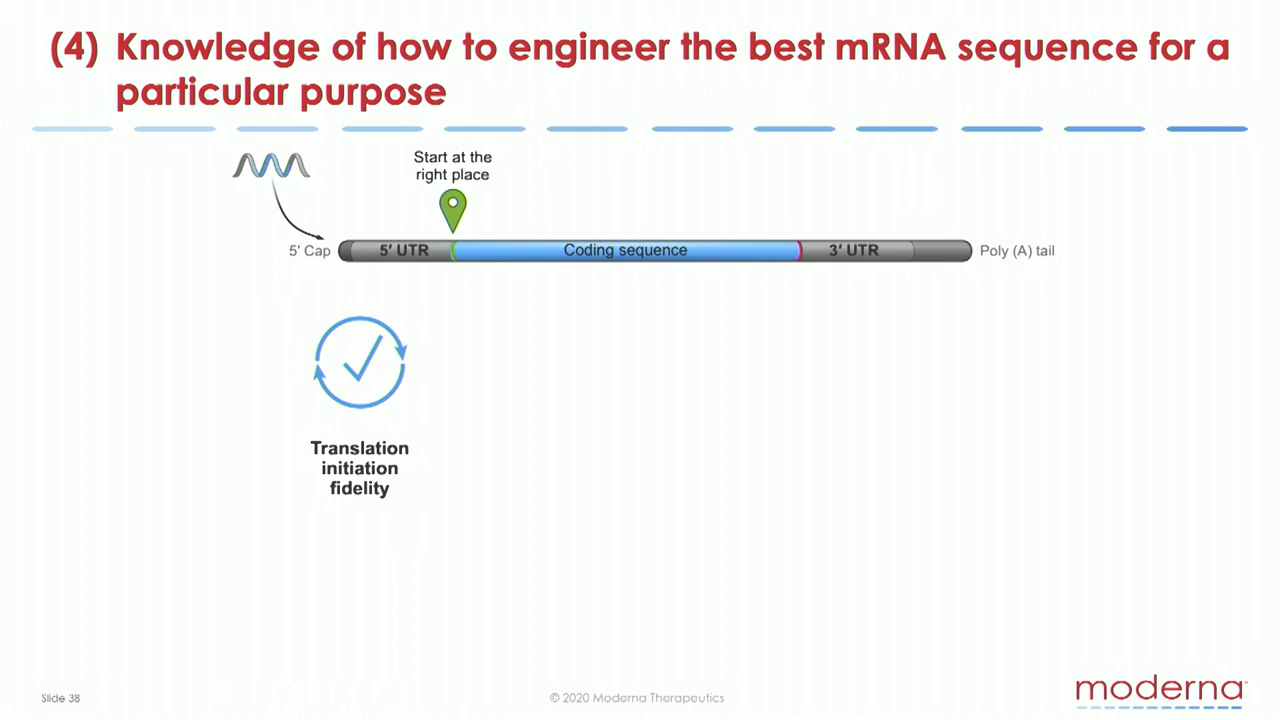 (4) Knowledge of how to engineer the best mRNA sequence for a
particular purpose
Start at the
right place
5′ Cap
5′ UTR
Coding sequence
3′ UTR
Poly (A) tail
Translation
initiation
fidelity
Slide 38
© 2020 Moderna Therapeutics
moderna